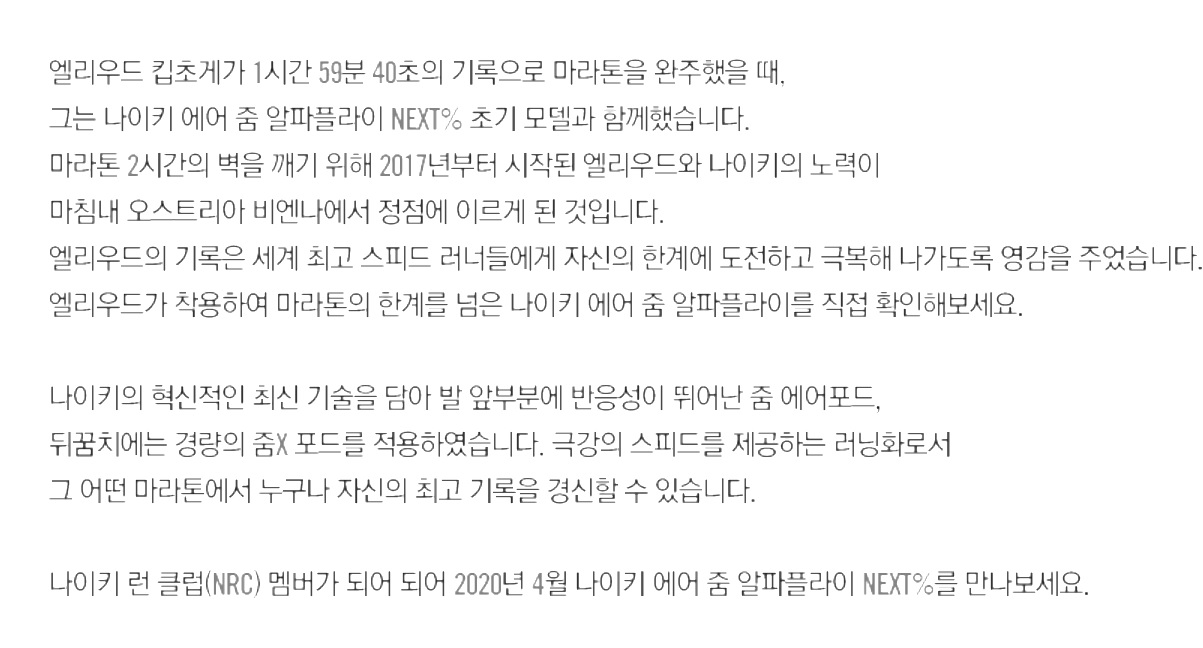 엘리우드 킵초게가 1시간 59분 40초의 기록으로 마라톤을 완주했을 때,
그는 나이키 에어 줌 알파플라이 NEXT% 초기 모델과 함께했습니다.
마라톤 2시간의 벽을 깨기 위해 2017년부터 시작된 엘리우드와 나이키의 노력이
마침내 오스트리아 비엔나에서 정점에 이르게 된 것입니다.
엘리우드의 기록은 세계 최고 스피드 러너들에게 자신의 한계에 도전하고 극복해 나가도록 영감을 주었습니다.
엘리우드가 착용하여 마라톤의 한계를 넘은 나이키 에어 줌 알파플라이를 직접 확인해보세요.
나이키의 혁신적인 최신 기술을 담아 발 앞부분에 반응성이 뛰어난 줌 에어포드,
뒤꿈치에는 경량의 줌X 포드를 적용하였습니다. 극강의 스피드를 제공하는 러닝화로서
그 어떤 마라톤에서 누구나 자신의 최고 기록을 경신할 수 있습니다.
나이키 런 클럽(NRC) 멤버가 되어 되어 2020년 4월 나이키 에어 줌 알파플라이 NEXT%를 만나보세요.